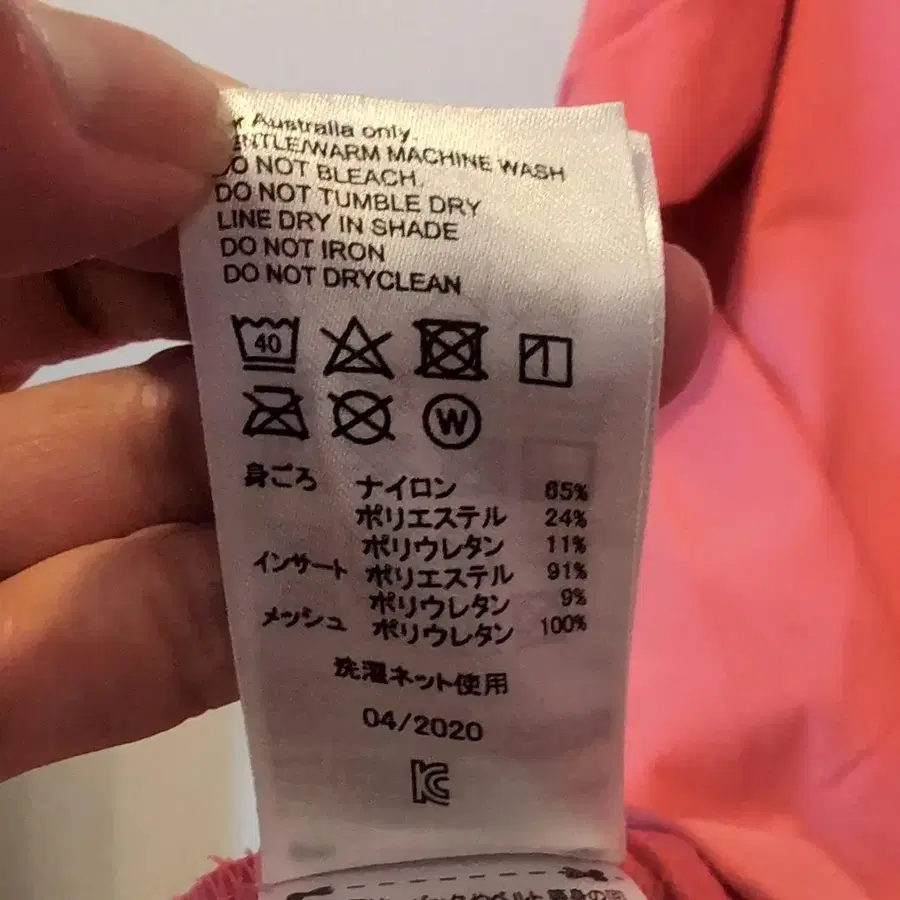 Australia only.
GENTLE/WARM MACHINE WASH
DO NOT BLEACH.
DO NOT TUMBLE DRY
LINE DRY IN SHADE
DO NOT IRON
DO NOT DRYCLEAN
40
W
身ごろ ナイロン 65%
ポリエステル 24%
ポリウレタン 11%
インサート ポリエステル 91%
ポリウレタン 9%
メッシュ ポリウレタン 100%
洗濯ネット使用
04/2020
KC